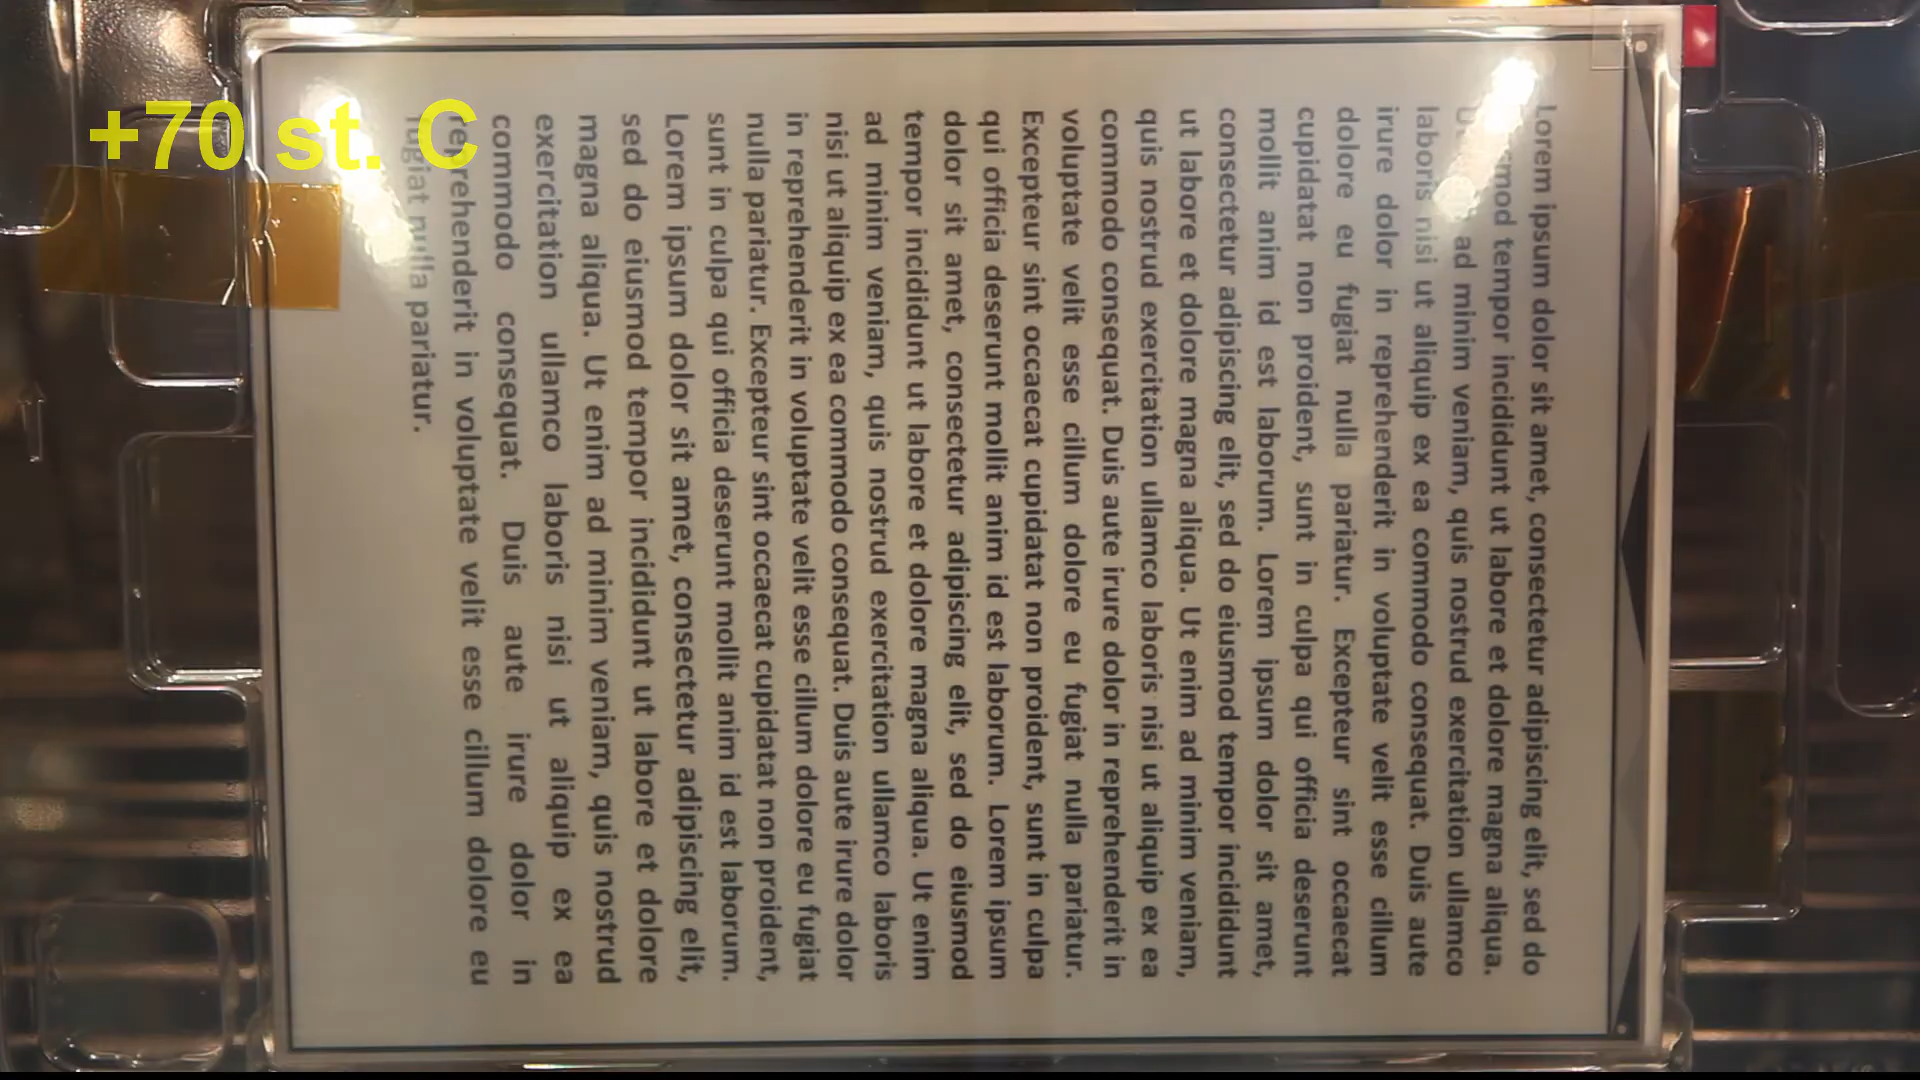 +70 st. C
Lorem ipsum dolor sit amet, consectetur adipiscing elit, sed do
tempor incididunt ut labore et dolore magna aliqua.
ad minim veniam, quis nostrud exercitation ullamco
laboris nisi ut aliquip ex ea commodo consequat. Duis aute
irure dolor in reprehenderit in voluptate velit esse cillum
dolore eu fugiat nulla pariatur. Excepteur sint occaecat
cupidatat non proident, sunt in culpa qui officia deserunt
mollit anim id est laborum. Lorem ipsum dolor sit amet,
consectetur adipiscing elit, sed do eiusmod tempor incididunt
ut labore et dolore magna aliqua. Ut enim ad minim veniam,
quis nostrud exercitation ullamco laboris nisi ut aliquip ex ea
commodo consequat. Duis aute irure dolor in reprehenderit in
voluptate velit esse cillum dolore eu fugiat nulla pariatur.
Excepteur sint occaecat cupidatat non proident, sunt in culpa
qui officia deserunt mollit anim id est laborum. Lorem ipsum
dolor sit amet, consectetur adipiscing elit, sed do eiusmod
tempor incididunt ut labore et dolore magna aliqua. Ut enim
ad minim veniam, quis nostrud exercitation ullamco laboris
nisi ut aliquip ex ea commodo consequat. Duis aute irure dolor
in reprehenderit in voluptate velit esse cillum dolore eu fugiat
nulla pariatur. Excepteur sint occaecat cupidatat non proident,
sunt in culpa qui officia deserunt mollit anim id est laborum.
Lorem ipsum dolor sit amet, consectetur adipiscing elit,
sed do eiusmod tempor incididunt ut labore et dolore
magna aliqua. Ut enim ad minim veniam, quis nostrud
exercitation ullamco laboris nisi ut aliquip ex ea
commodo consequat. Duis aute irure dolor in
reprehenderit in voluptate velit esse cillum dolore eu
fugiat nulla pariatur.